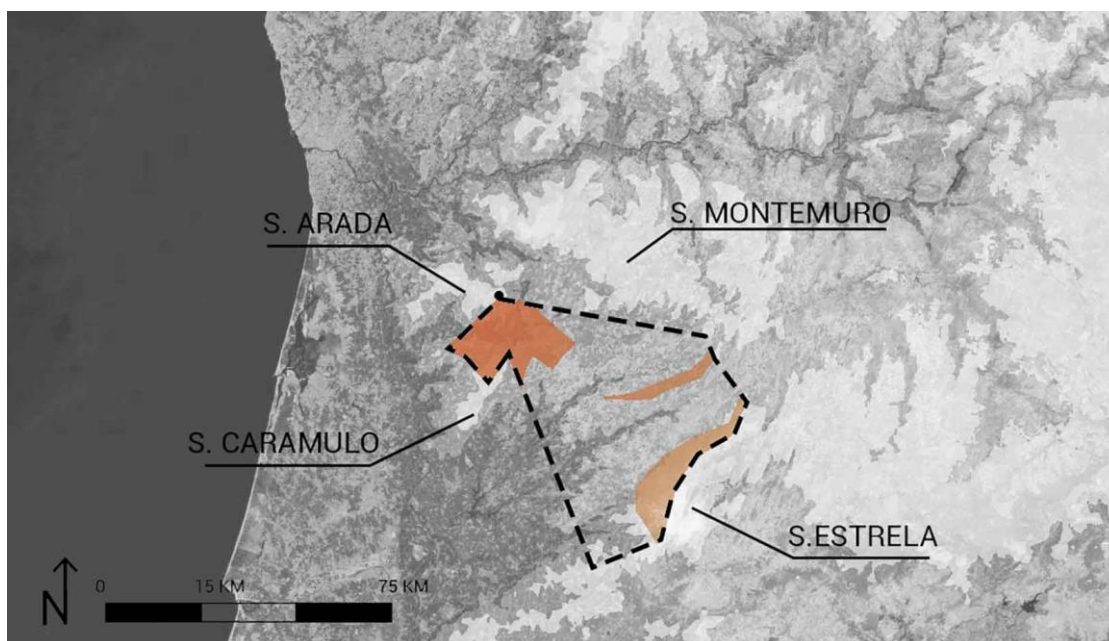 S. MONTEMURO
S. ARADA
S. CARAMULO
S.ESTRELA
N
0 15 KM 75 KM